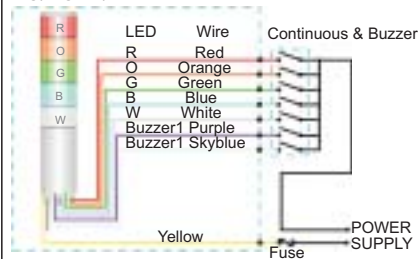 R
O
G
B
W
LED Wire
R Red
O Orange
G Green
B Blue
W White
Buzzer1 Purple
Buzzer1 Skyblue
Continuous & Buzzer
Yellow
Fuse
POWER
SUPPLY